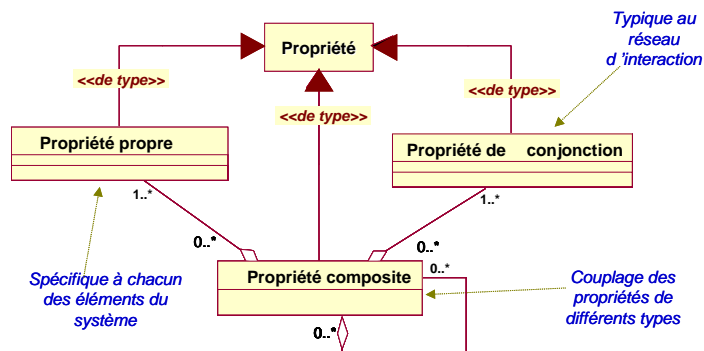 Typique au
réseau
d 'interaction
Propriété
<<de type>>
<<de type>>
<<de type>>
Propriété propre
Propriété de conjonction
1..*
1..*
0..*
0..*
Propriété composite
0..*
Spécifique à chacun
des éléments du
système
Couplage des
propriétés de
différents types
0..*